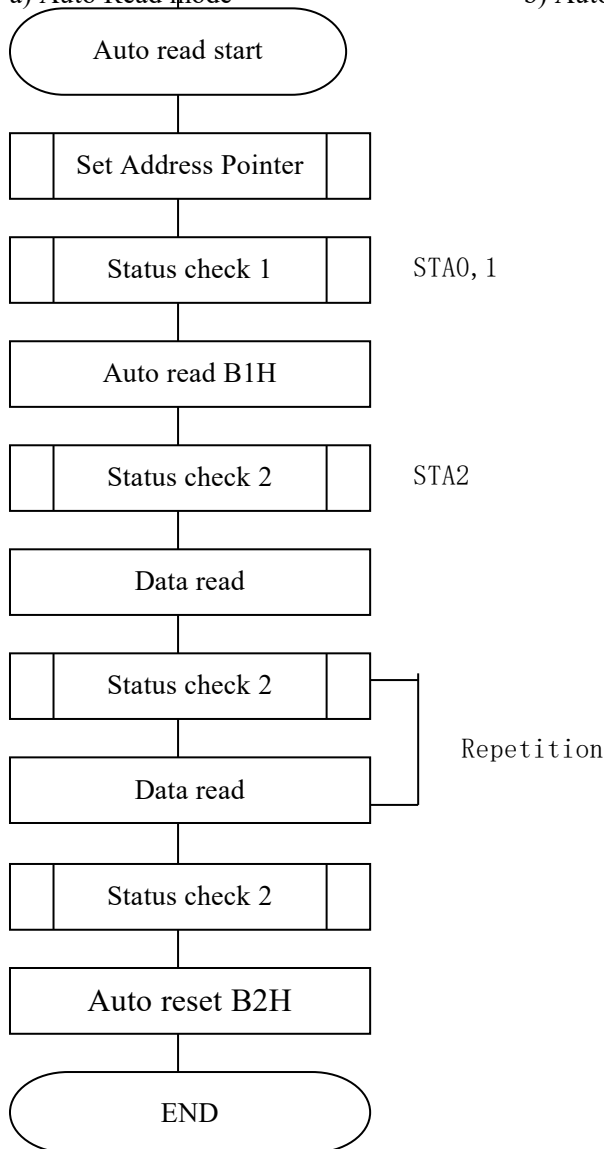 a) Auto Read mode
b) Auto
Auto read start
Set Address Pointer
Status check 1
STA0, 1
Auto read B1H
Status check 2
STA2
Data read
Status check 2
Repetition
Data read
Status check 2
Auto reset B2H
END